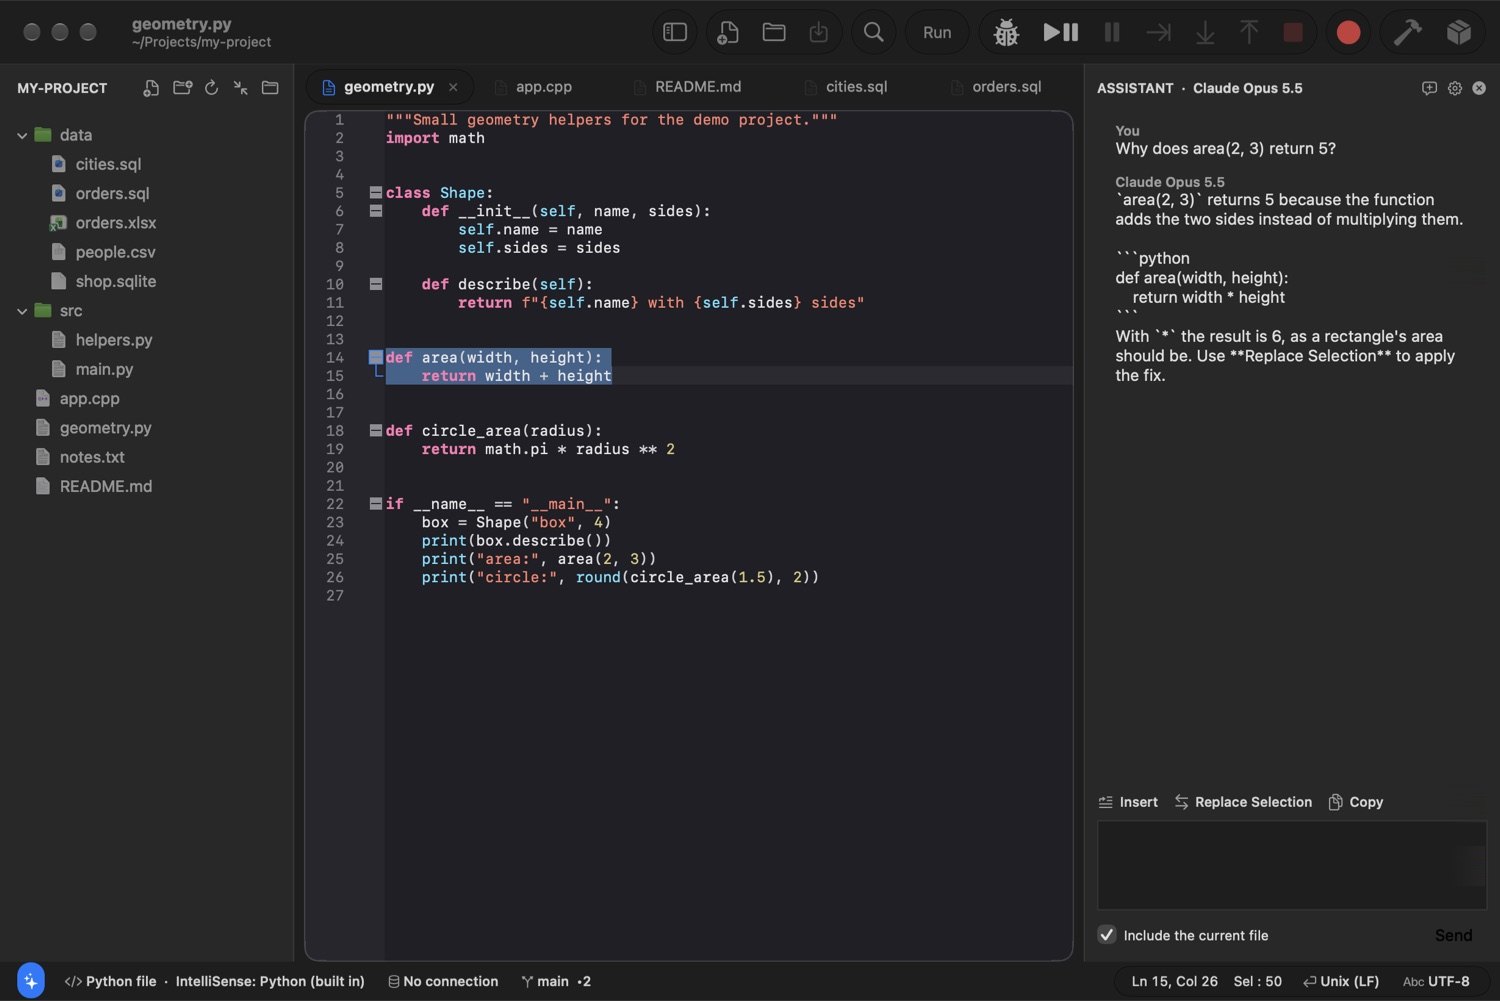 geometry.py
~/Projects/my-project
Run
MY-PROJECT
data
cities.sql
orders.sql
orders.xlsx
people.csv
shop.sqlite
src
helpers.py
main.py
app.cpp
geometry.py
notes.txt
README.md
geometry.py
app.cpp
README.md
cities.sql
orders.sql
1 """Small geometry helpers for the demo project."""
2 import math
3
4
5 class Shape:
6     def __init__(self, name, sides):
7         self.name = name
8         self.sides = sides
9
10     def describe(self):
11         return f"{self.name} with {self.sides} sides"
12
13
14 def area(width, height):
15     return width + height
16
17
18 def circle_area(radius):
19     return math.pi * radius ** 2
20
21
22 if __name__ == "__main__":
23     box = Shape("box", 4)
24     print(box.describe())
25     print("area:", area(2, 3))
26     print("circle:", round(circle_area(1.5), 2))
27
ASSISTANT · Claude Opus 5.5
You
Why does area(2, 3) return 5?
Claude Opus 5.5
`area(2, 3)` returns 5 because the function
adds the two sides instead of multiplying them.
```python
def area(width, height):
    return width * height
```
With `*` the result is 6, as a rectangle's area
should be. Use **Replace Selection** to apply
the fix.
Insert
Replace Selection
Copy
Include the current file
Send
</> Python file · IntelliSense: Python (built in)
No connection
main •2
Ln 15, Col 26
Sel : 50
Unix (LF)
Abc UTF-8